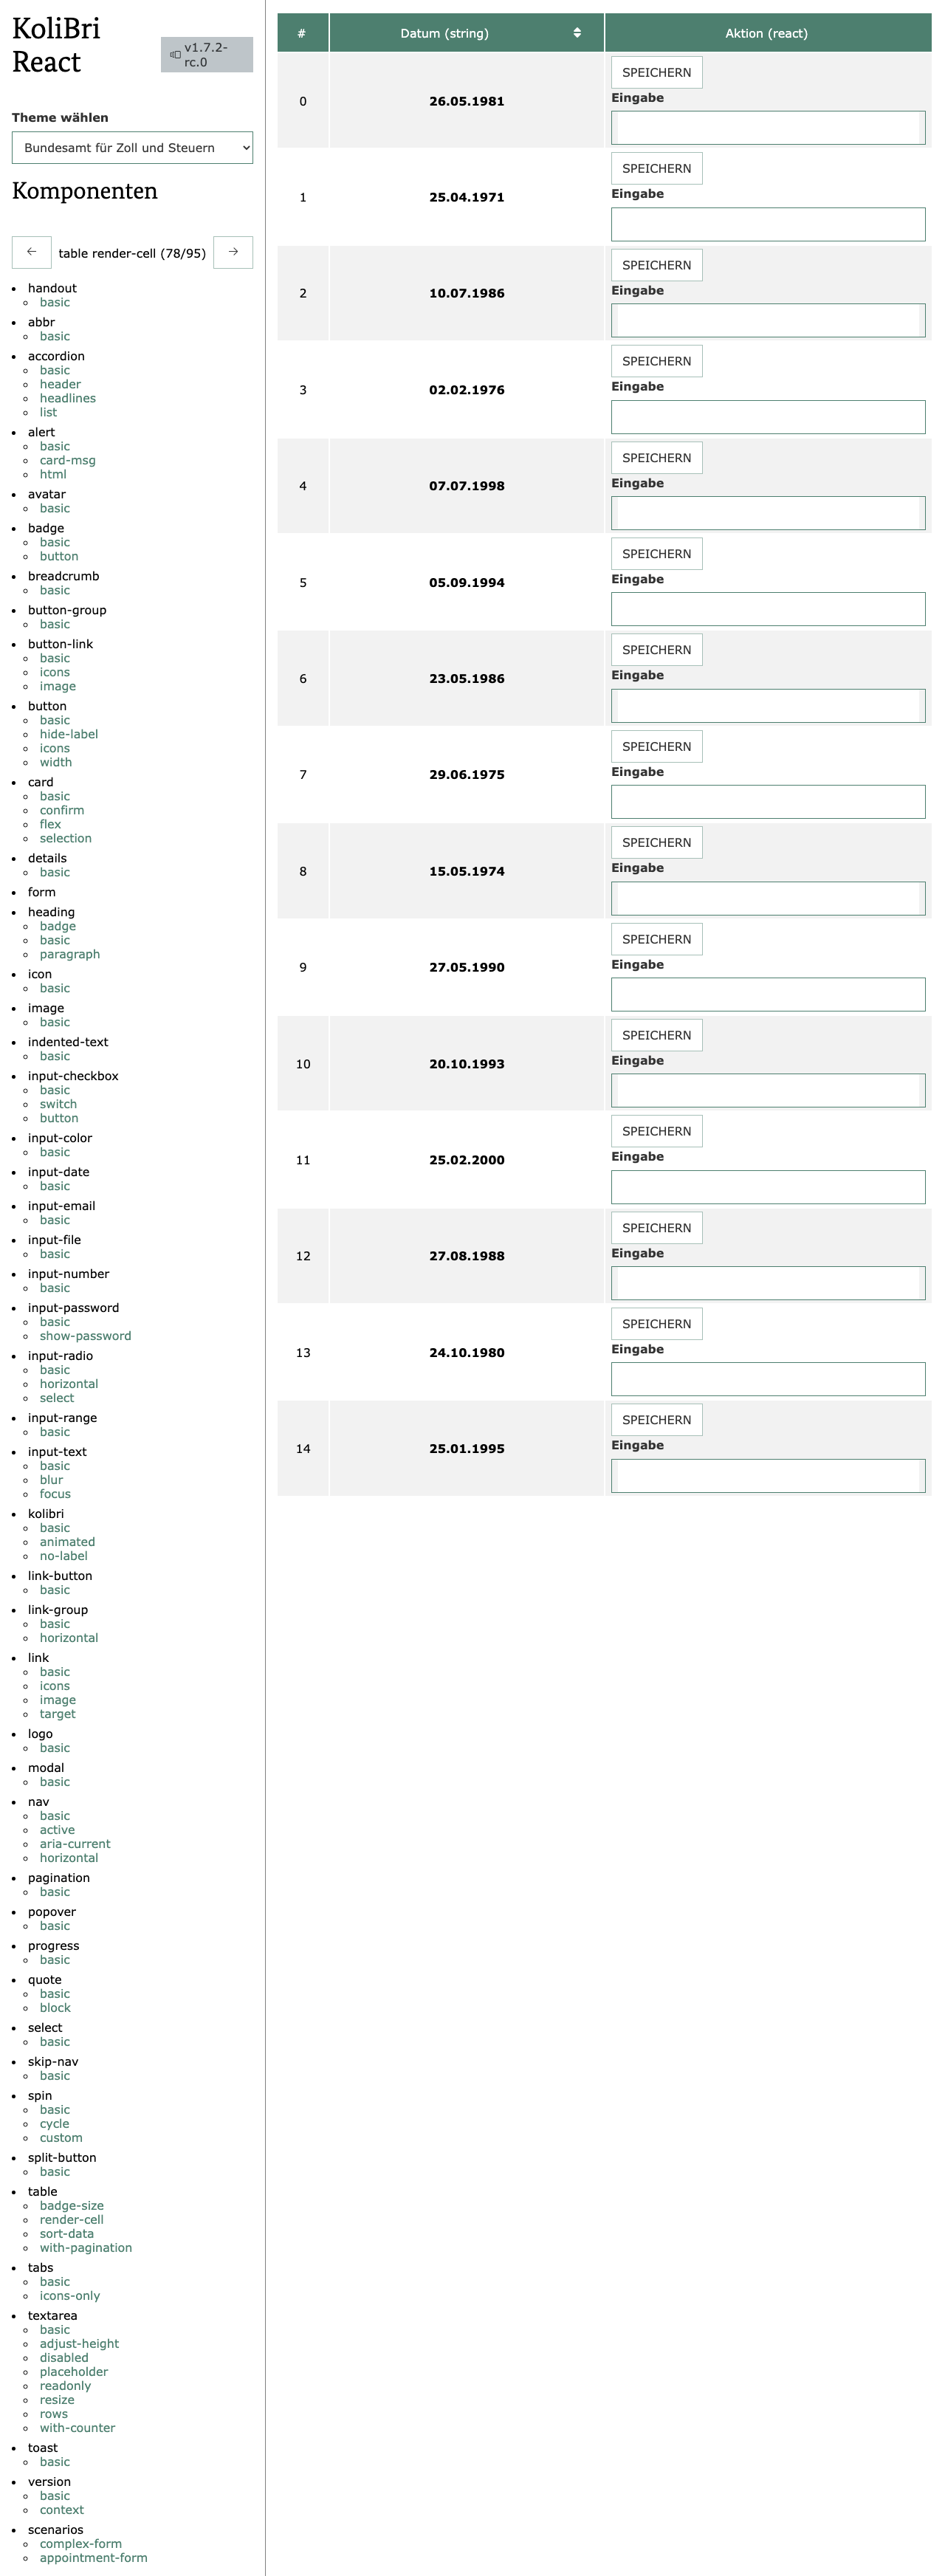 KoliBri
React
v1.7.2-
rc.0
Theme wählen
Bundesamt für Zoll und Steuern
Komponenten
← table render-cell (78/95) →
handout
basic
abbr
basic
accordion
basic
header
headlines
list
alert
basic
card-msg
html
avatar
basic
badge
basic
button
breadcrumb
basic
button-group
basic
button-link
basic
icons
image
button
basic
hide-label
icons
width
card
basic
confirm
flex
selection
details
basic
form
heading
badge
basic
paragraph
icon
basic
image
basic
indented-text
basic
input-checkbox
basic
switch
button
input-color
basic
input-date
basic
input-email
basic
input-file
basic
input-number
basic
input-password
basic
show-password
input-radio
basic
horizontal
select
input-range
basic
input-text
basic
blur
focus
kolibri
basic
animated
no-label
link-button
basic
link-group
basic
horizontal
link
basic
icons
image
target
logo
basic
modal
basic
nav
basic
active
aria-current
horizontal
pagination
basic
popover
basic
progress
basic
quote
basic
block
select
basic
skip-nav
basic
spin
basic
cycle
custom
split-button
basic
table
badge-size
render-cell
sort-data
with-pagination
tabs
basic
icons-only
textarea
basic
adjust-height
disabled
placeholder
readonly
resize
rows
with-counter
toast
basic
version
basic
context
scenarios
complex-form
appointment-form
# Datum (string) Aktion (react)
SPEICHERN
0 26.05.1981 Eingabe
SPEICHERN
1 25.04.1971 Eingabe
SPEICHERN
2 10.07.1986 Eingabe
SPEICHERN
3 02.02.1976 Eingabe
SPEICHERN
4 07.07.1998 Eingabe
SPEICHERN
5 05.09.1994 Eingabe
SPEICHERN
6 23.05.1986 Eingabe
SPEICHERN
7 29.06.1975 Eingabe
SPEICHERN
8 15.05.1974 Eingabe
SPEICHERN
9 27.05.1990 Eingabe
SPEICHERN
10 20.10.1993 Eingabe
SPEICHERN
11 25.02.2000 Eingabe
SPEICHERN
12 27.08.1988 Eingabe
SPEICHERN
13 24.10.1980 Eingabe
SPEICHERN
14 25.01.1995 Eingabe